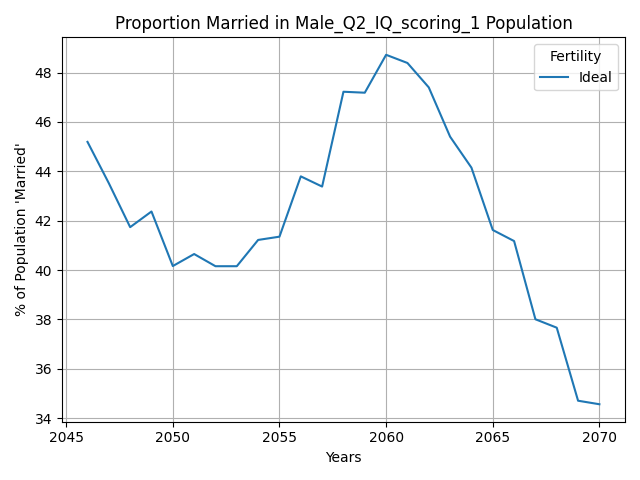 Proportion Married in Male_Q2_IQ_scoring_1 Population
Fertility
Ideal
48
46
44
42
40
38
36
34
% of Population 'Married'
2045
2050
2055
2060
2065
2070
Years